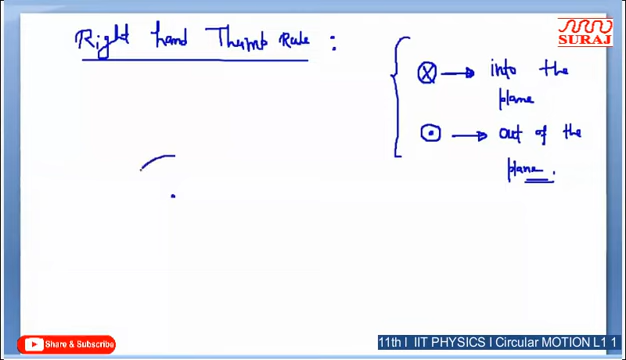 Right hand Thumb Rule :
SURAJ
ⓧ → into the
plane
⊙ → out of the
plane.
Share & Subscribe
11th I IIT PHYSICS I Circular MOTION L1 1